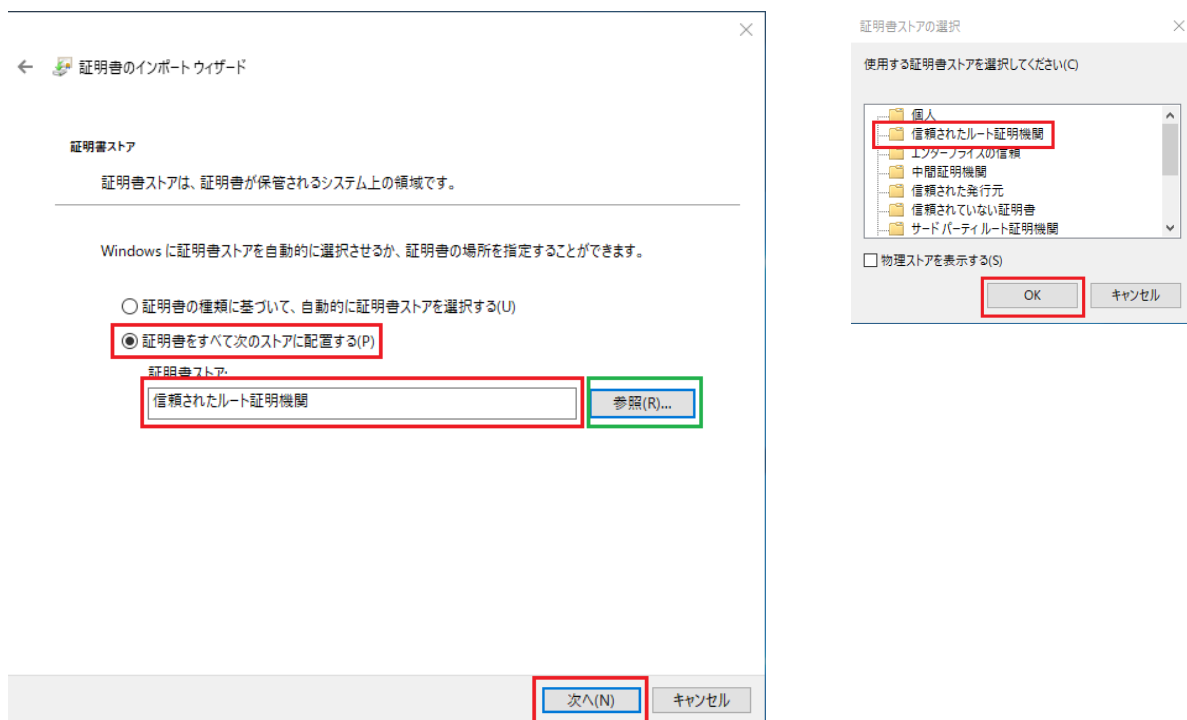 証明書のインポート ウィザード
証明書ストア
証明書ストアは、証明書が保管されるシステム上の領域です。
Windows に証明書ストアを自動的に選択させるか、証明書の場所を指定することができます。
証明書の種類に基づいて、自動的に証明書ストアを選択する(U)
証明書をすべて次のストアに配置する(P)
証明書ストア:
信頼されたルート証明機関
参照(R)...
次へ(N)
キャンセル
証明書ストアの選択
使用する証明書ストアを選択してください(C)
個人
信頼されたルート証明機関
エンタープライズの信頼
中間証明機関
信頼された発行元
信頼されていない証明書
サードパーティ ルート証明機関
物理ストアを表示する(S)
OK
キャンセル